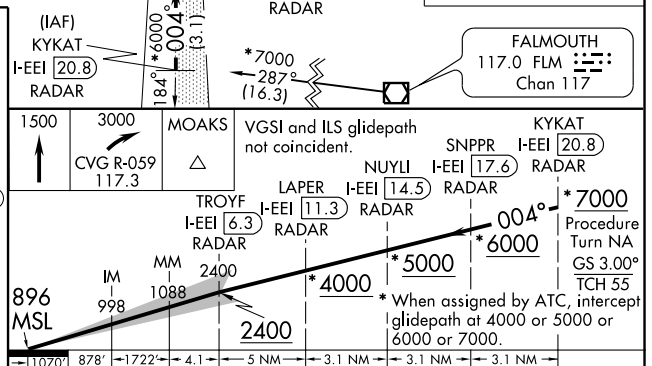 RADAR
(IAF)
KYKAT
I-EEI 20.8
RADAR
184° *6000
004°
(3.1)
*7000
287°
(16.3)
FALMOUTH
117.0 FLM
Chan 117
1500
3000
CVG R-059
117.3
MOAKS
VGSI and ILS glidepath
not coincident.
KYKAT
I-EEI 20.8
RADAR
SNPPR
I-EEI 17.6
RADAR
NUYLI
I-EEI 14.5
RADAR
LAPER
I-EEI 11.3
RADAR
TROYF
I-EEI 6.3
RADAR
004°
*7000
Procedure
Turn NA
GS 3.00°
TCH 55
*6000
*5000
*4000
2400
2400
MM
1088
IM
998
896
MSL
* When assigned by ATC, intercept
glidepath at 4000 or 5000 or
6000 or 7000.
1070' 878' 1722' 4.1 5 NM 3.1 NM 3.1 NM 3.1 NM